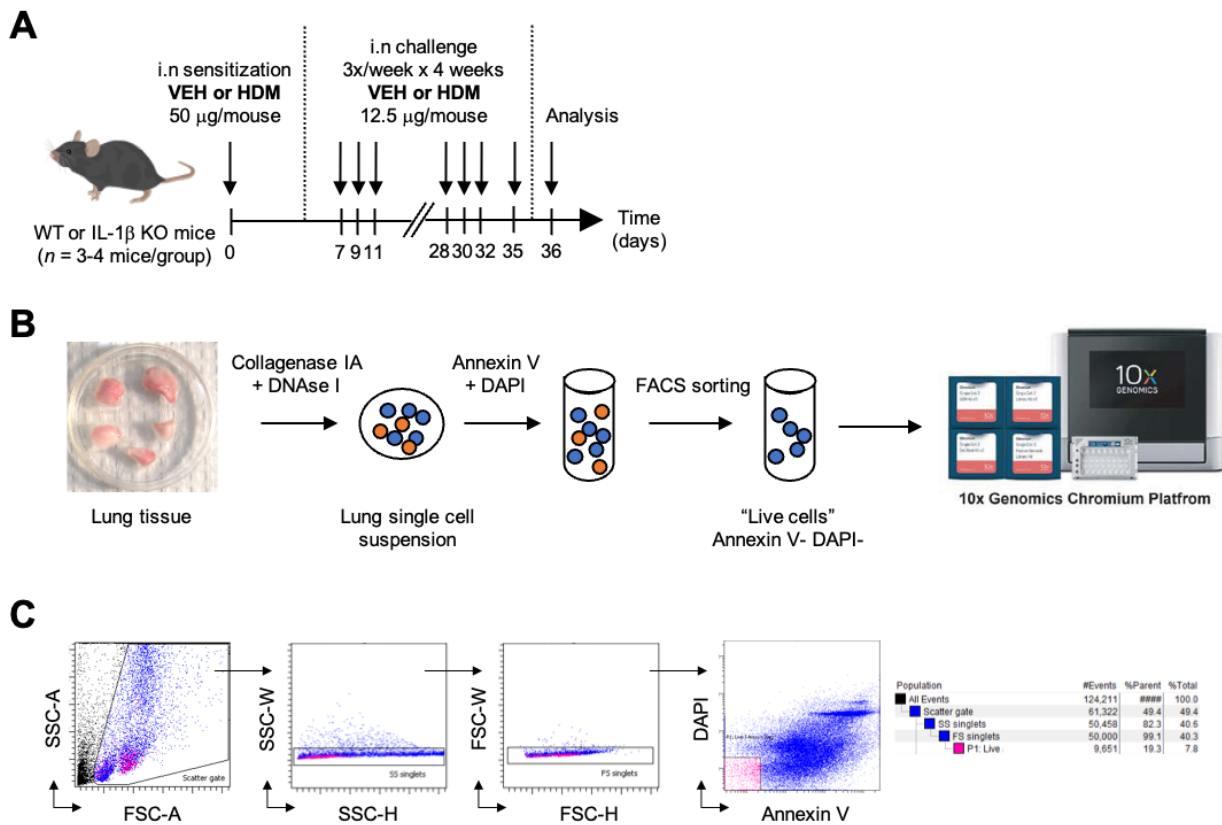 A
i.n sensitization
VEH or HDM
50 μg/mouse
i.n challenge
3x/week x 4 weeks
VEH or HDM
12.5 μg/mouse
Analysis
WT or IL-1β KO mice
(n = 3-4 mice/group)
0
7 9 11
28 30 32 35 36
Time
(days)
B
Collagenase IA
+ DNAse I
Annexin V
+ DAPI
FACS sorting
10x
GENOMICS
Lung tissue
Lung single cell
suspension
"Live cells"
Annexin V- DAPI-
10x Genomics Chromium Platfrom
C
SSC-A
Scatter gate
FSC-A
SSC-W
SS singlets
SSC-H
FSC-W
FS singlets
FSC-H
DAPI
Annexin V
Population #Events %Parent %Total
All Events 124,211 #### 100.0
Scatter gate 61,322 49.4 49.4
SS singlets 50,458 82.3 40.6
FS singlets 50,000 99.1 40.3
P1: Live 9,651 19.3 7.8